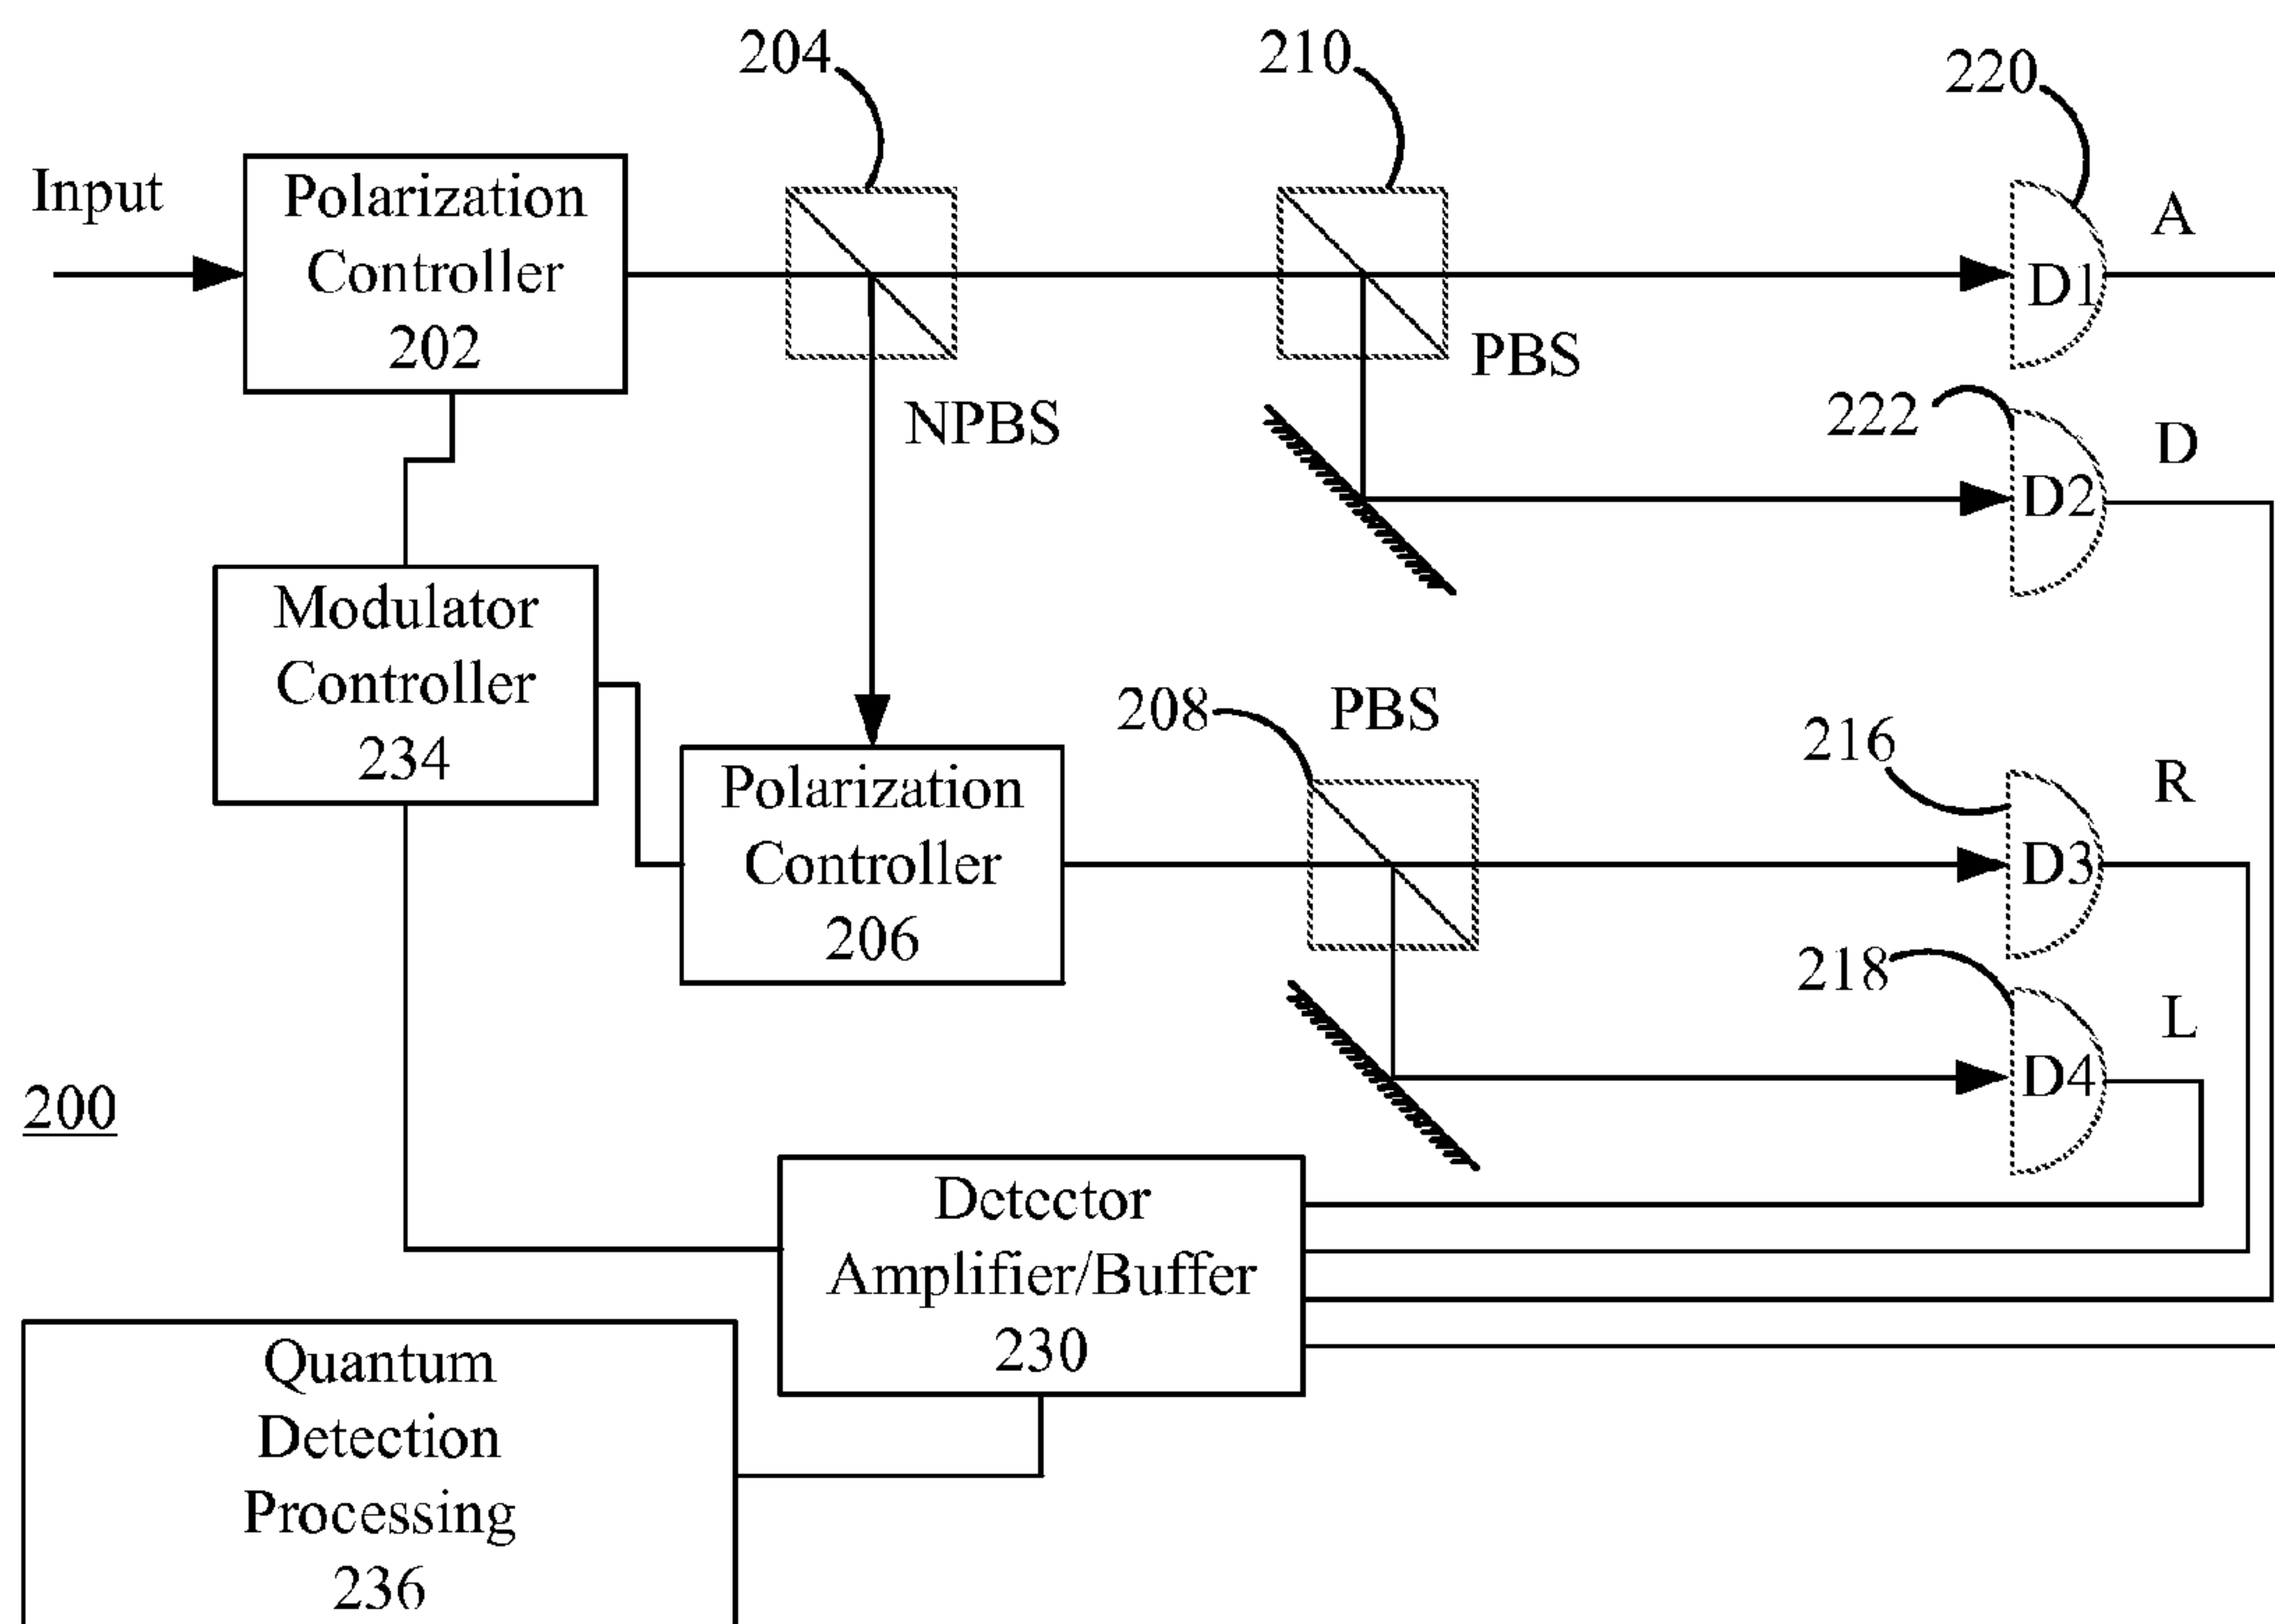 204
210
220
Input
Polarization
Controller
202
A
D1
PBS
NPBS
222
D
D2
Modulator
Controller
234
208
PBS
216
R
Polarization
Controller
206
D3
218
L
D4
200
Detector
Amplifier/Buffer
230
Quantum
Detection
Processing
236